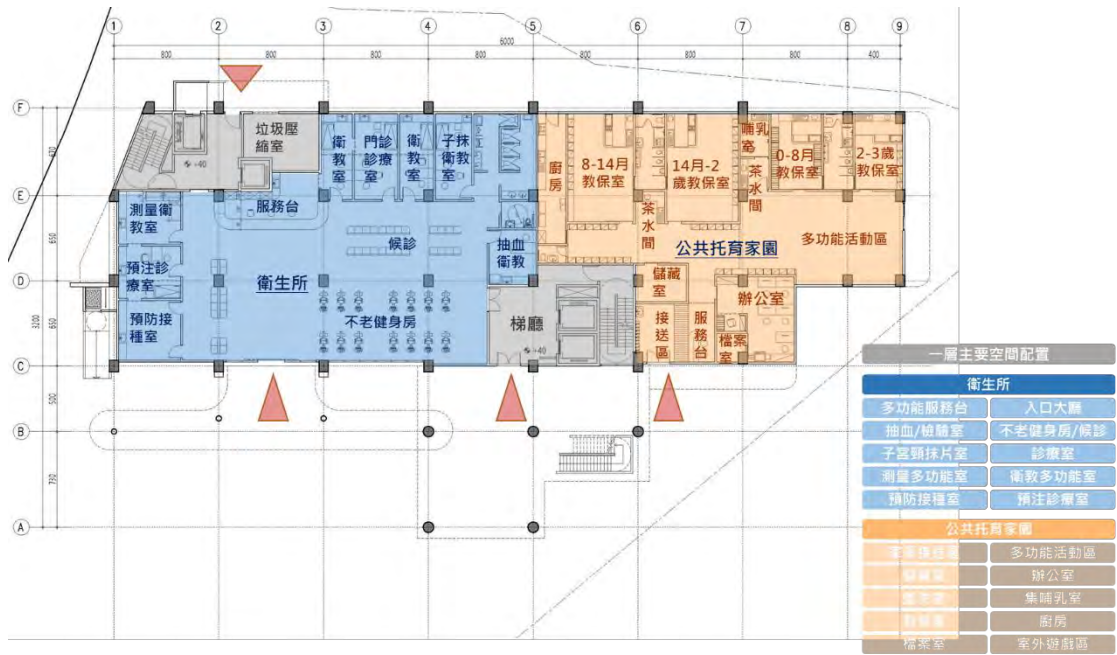 1 2 3 4 5 6 7 8 9
6000
800 800 800 800 800 800 800 400
F
E
D
C
B
A
650
650
500
730
3200
+40
垃圾壓
縮室
衛
教
室
門診
診療
室
衛
教
室
子抹
衛教
室
測量衛
教室
服務台
候診
抽血
衛教
預注診
療室
衛生所
預防接
種室
不老健身房
梯廳
+40
廚
房
8-14月
教保室
14月-2
歲教保室
哺乳
室
0-8月
教保室
2-3歲
教保室
茶
水
間
茶
水
間
公共托育家園
多功能活動區
儲藏
室
辦公室
接
送
區
服
務
台
檔案
室
一層主要空間配置
衛生所
多功能服務台 入口大廳
抽血/檢驗室 不老健身房/候診
子宮頸抹片室 診療室
測量多功能室 衛教多功能室
預防接種室 預注診療室
公共托育家園
多功能活動區
辦公室
集哺乳室
廚房
檔案室 室外遊戲區